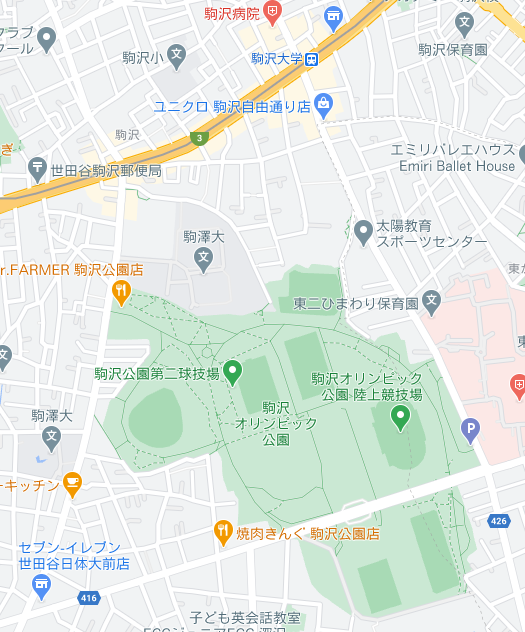 駒沢病院
クラブ
クール
駒沢小
駒沢大学
駒沢保育園
ユニクロ 駒沢自由通り店
駒沢
3
エミリバレエハウス
Emiri Ballet House
ぎ
世田谷駒沢郵便局
駒澤大
太陽教育
スポーツセンター
r.FARMER 駒沢公園店
東二ひまわり保育園
東か
駒沢公園第二球技場
駒沢オリンピック
公園 陸上競技場
駒沢
オリンピック
公園
駒澤大
P
ーキッチン
焼肉きんぐ 駒沢公園店
426
セブン‑イレブン
世田谷日体大前店
416
子ども英会話教室